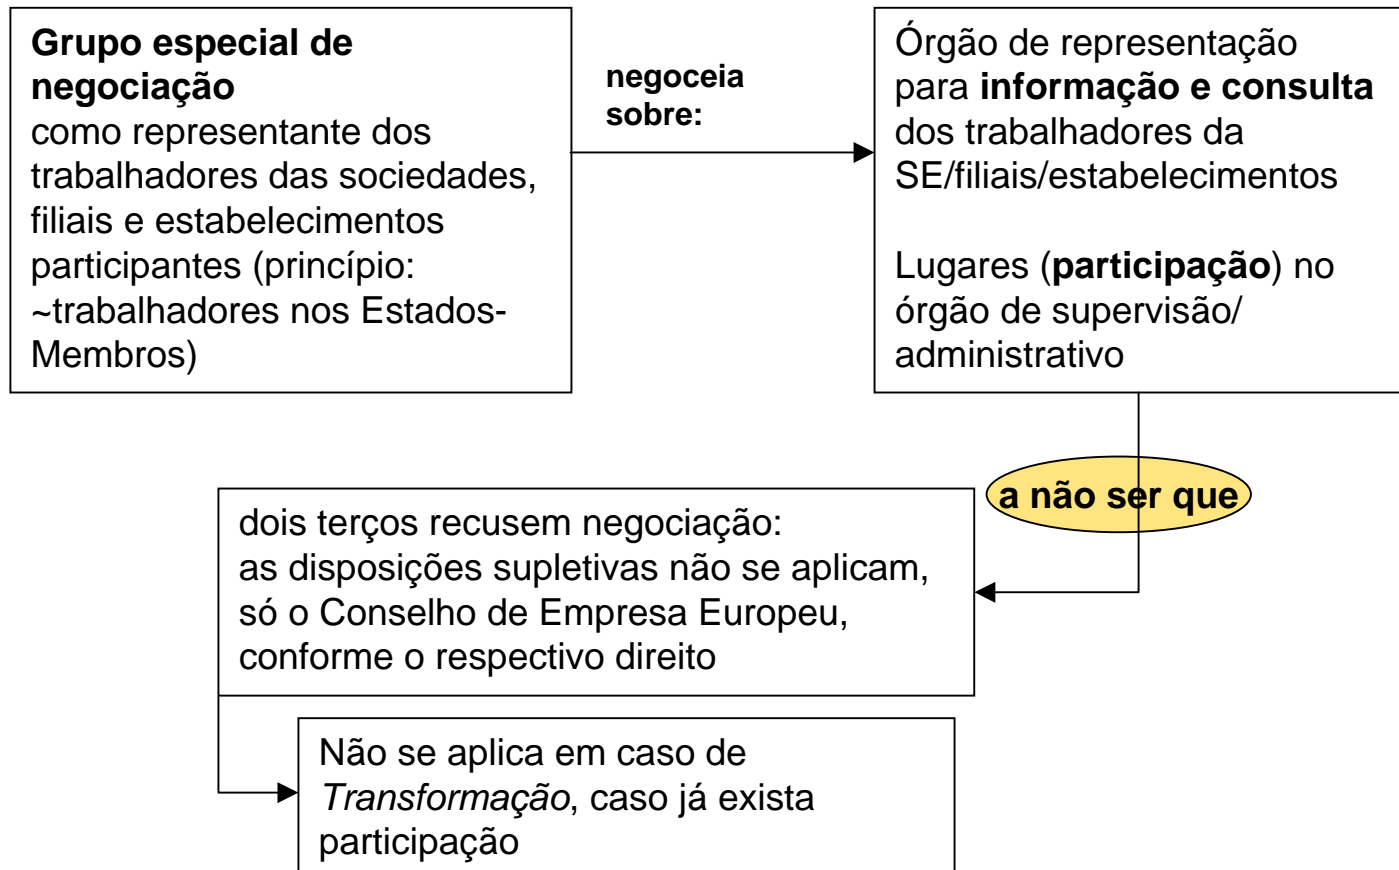 Grupo especial de
negociação
como representante dos
trabalhadores das sociedades,
filiais e estabelecimentos
participantes (princípio:
~trabalhadores nos Estados-
Membros)
negoceia
sobre:
Órgão de representação
para informação e consulta
dos trabalhadores da
SE/filiais/estabelecimentos
Lugares (participação) no
órgão de supervisão/
administrativo
a não ser que
dois terços recusem negociação:
as disposições supletivas não se aplicam,
só o Conselho de Empresa Europeu,
conforme o respectivo direito
Não se aplica em caso de
Transformação, caso já exista
participação